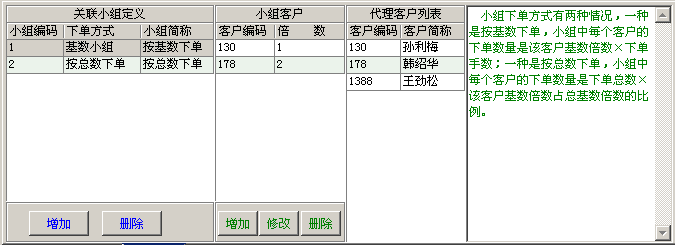 关联小组定义
小组编码 下单方式 小组简称
1 基数小组 按基数下单
2 按总数下单 按总数下单
增加 删除
小组客户
客户编码 倍 数
130 1
178 2
增加 修改 删除
代理客户列表
客户编码 客户简称
130 孙利梅
178 韩绍华
1388 王劲松
小组下单方式有两种情况，一种
是按基数下单，小组中每个客户的
下单数量是该客户基数倍数×下单
手数；一种是按总数下单，小组中
每个客户的下单数量是下单总数×
该客户基数倍数占总基数倍数的比
例。